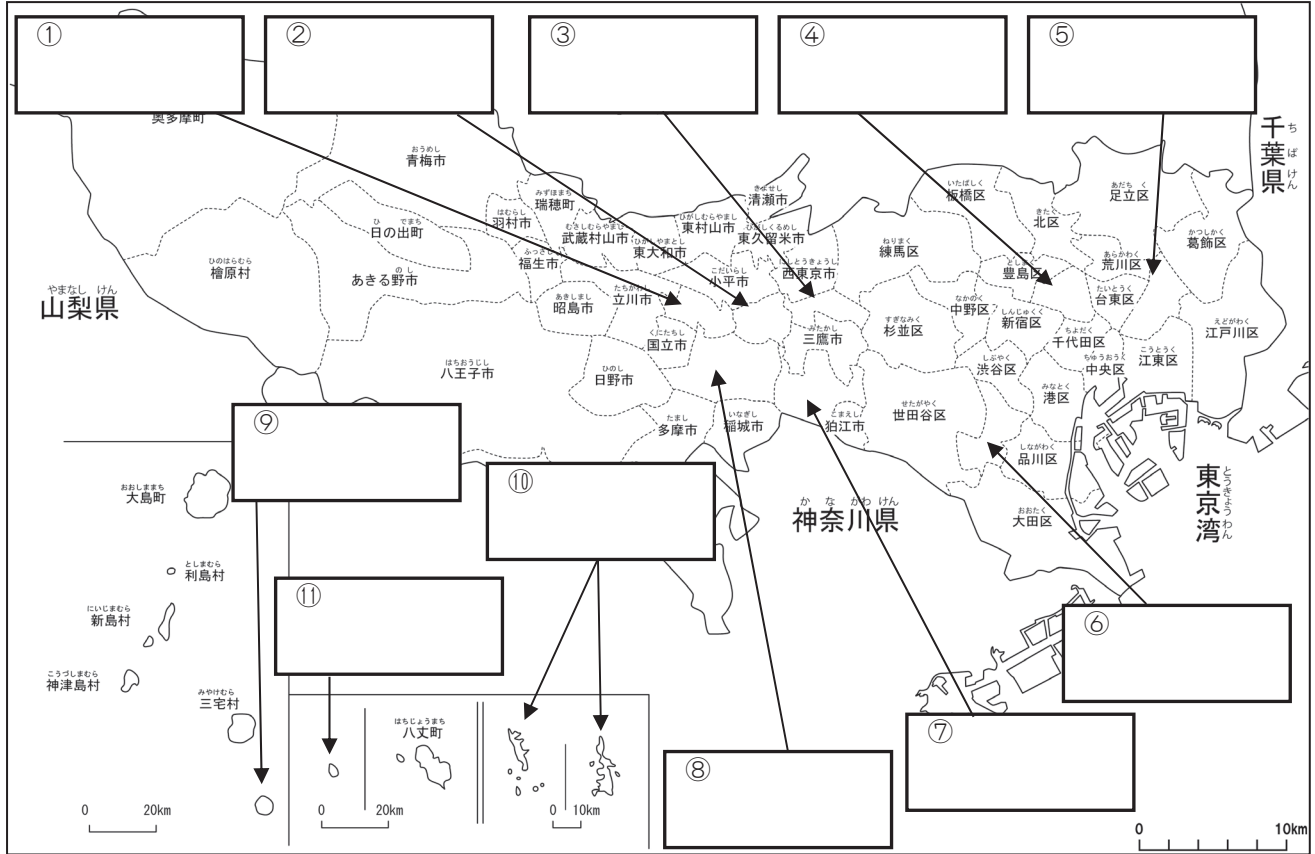 ①
②
③
④
⑤
奥多摩町
ちばけん
千葉県
おうめし
青梅市
みずほまち
瑞穂町
はむらし
羽村市
きよせし
清瀬市
いたばしく
板橋区
きたく
北区
あだちく
足立区
かつしかく
葛飾区
ひのでまち
日の出町
むさしむらやまし
武蔵村山市
ひがしむらやまし
東村山市
ひがしくるめし
東久留米市
ひがしやまとし
東大和市
ねりまく
練馬区
としまく
豊島区
あらかわく
荒川区
ひのはらむら
檜原村
あきる野市
のし
ふっさし
福生市
こだいらし
小平市
にしとうきょうし
西東京市
たいとうく
台東区
やまなしけん
山梨県
あきしまし
昭島市
たちかわし
立川市
なかのく
中野区
しんじゅくく
新宿区
えどがわく
江戸川区
くにたちし
国立市
みたかし
三鷹市
すぎなみく
杉並区
ちよだく
千代田区
こうとうく
江東区
はちおうじし
八王子市
ひのし
日野市
しぶやく
渋谷区
ちゅうおうく
中央区
みなとく
港区
たまし
多摩市
いなぎし
稲城市
こまえし
狛江市
せたがやく
世田谷区
しながわく
品川区
とうきょうわん
東京湾
かながわけん
神奈川県
おおたく
大田区
⑨
⑩
おおしままち
大島町
としまむら
利島村
にいじまむら
新島村
こうづしまむら
神津島村
みやけむら
三宅村
⑪
はちじょうまち
八丈町
⑥
⑦
⑧
0 20km
0 20km
0 10km
0 10km